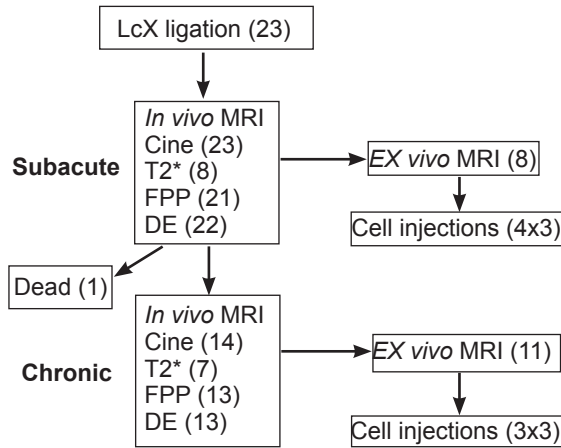 LcX ligation (23)
In vivo MRI
Cine (23)
T2* (8)
FPP (21)
DE (22)
Subacute
EX vivo MRI (8)
Cell injections (4x3)
Dead (1)
In vivo MRI
Cine (14)
T2* (7)
FPP (13)
DE (13)
Chronic
EX vivo MRI (11)
Cell injections (3x3)